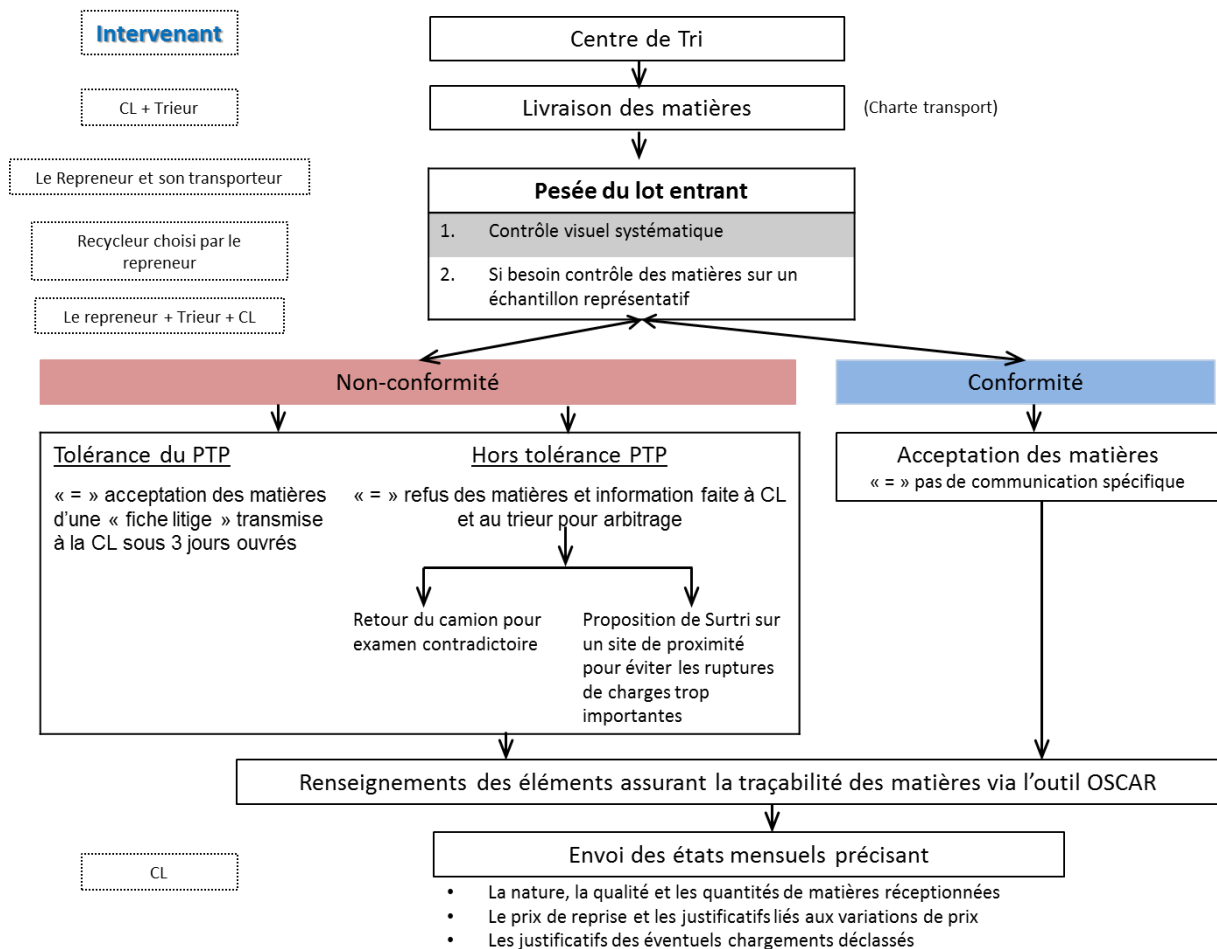 Intervenant
Centre de Tri
CL + Trieur
Livraison des matières
(Charte transport)
Le Repreneur et son transporteur
Pesée du lot entrant
1. Contrôle visuel systématique
Recycleur choisi par le
repreneur
2. Si besoin contrôle des matières sur un
échantillon représentatif
Le repreneur + Trieur + CL
Non-conformité
Conformité
Tolérance du PTP
« = » acceptation des matières
d'une « fiche litige » transmise
à la CL sous 3 jours ouvrés
Hors tolérance PTP
« = » refus des matières et information faite à CL
et au trieur pour arbitrage
Retour du camion pour
examen contradictoire
Proposition de Surtri sur
un site de proximité
pour éviter les ruptures
de charges trop
importantes
Acceptation des matières
« = » pas de communication spécifique
Renseignements des éléments assurant la traçabilité des matières via l'outil OSCAR
Envoi des états mensuels précisant
CL
• La nature, la qualité et les quantités de matières réceptionnées
• Le prix de reprise et les justificatifs liés aux variations de prix
• Les justificatifs des éventuels chargements déclassés